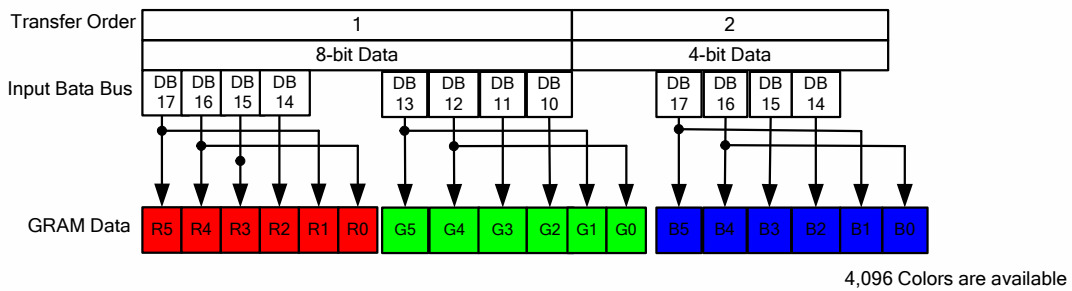 Transfer Order 1 2
8-bit Data 4-bit Data
Input Bata Bus DB 17 DB 16 DB 15 DB 14 DB 13 DB 12 DB 11 DB 10 DB 17 DB 16 DB 15 DB 14
GRAM Data R5 R4 R3 R2 R1 R0 G5 G4 G3 G2 G1 G0 B5 B4 B3 B2 B1 B0
4,096 Colors are available